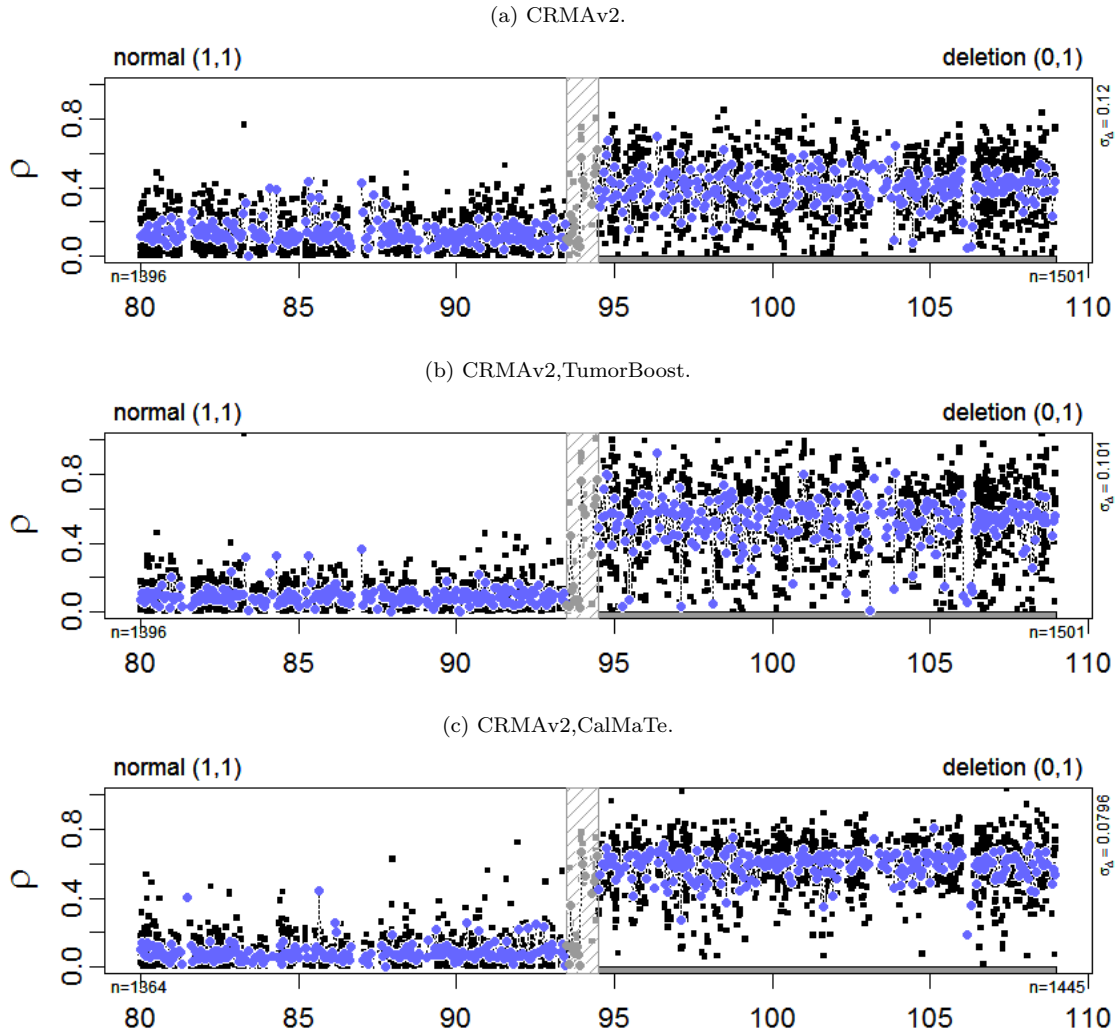 (a) CRMAv2.
normal (1,1)
deletion (0,1)
ρ
0.0
0.4
0.8
σΔ = 0.12
n=1396
n=1501
80
85
90
95
100
105
110
(b) CRMAv2,TumorBoost.
normal (1,1)
deletion (0,1)
ρ
0.0
0.4
0.8
σΔ = 0.101
n=1396
n=1501
80
85
90
95
100
105
110
(c) CRMAv2,CalMaTe.
normal (1,1)
deletion (0,1)
ρ
0.0
0.4
0.8
σΔ = 0.0796
n=1364
n=1445
80
85
90
95
100
105
110